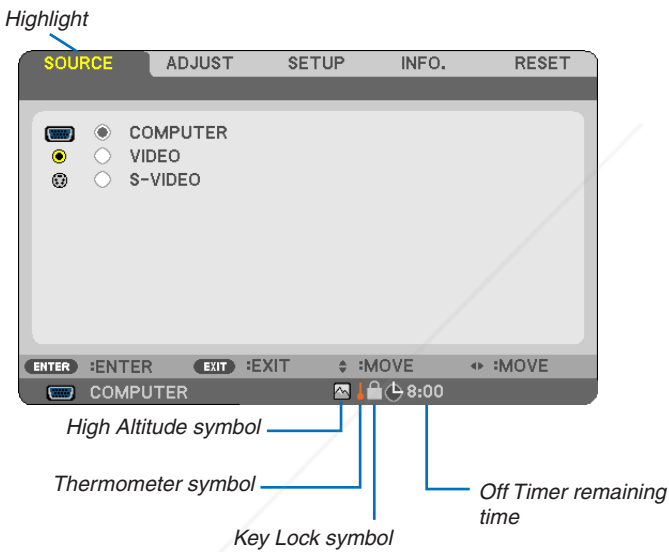 Highlight
SOURCE ADJUST SETUP INFO. RESET
COMPUTER
VIDEO
S-VIDEO
ENTER :ENTER EXIT :EXIT :MOVE :MOVE
COMPUTER 8:00
High Altitude symbol
Thermometer symbol
Off Timer remaining
time
Key Lock symbol